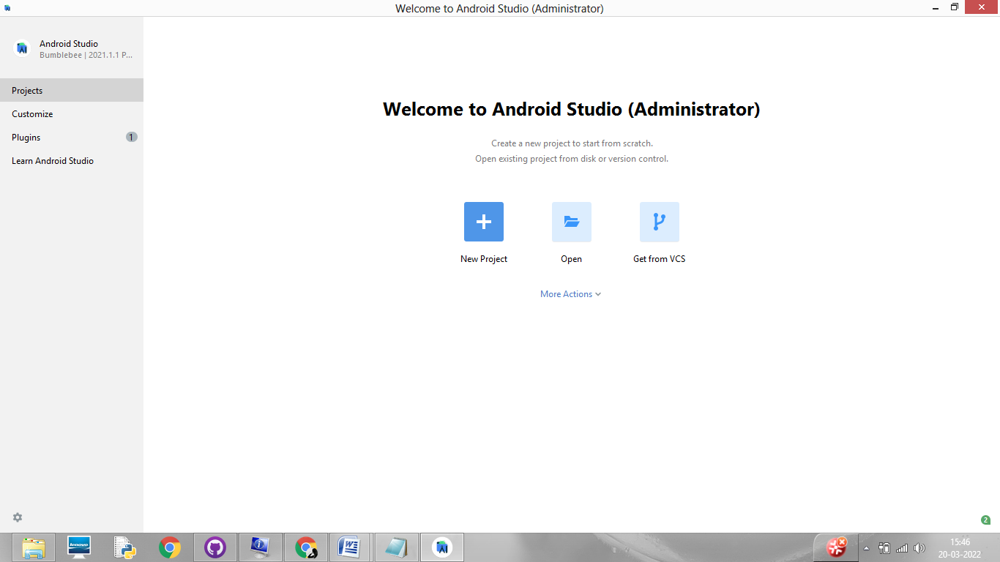 Welcome to Android Studio (Administrator)
Android Studio
Bumblebee | 2021.1.1 P...
Projects
Customize
Plugins 1
Learn Android Studio
Welcome to Android Studio (Administrator)
Create a new project to start from scratch.
Open existing project from disk or version control.
New Project Open Get from VCS
More Actions
2
lenovo
15:46
20-03-2022